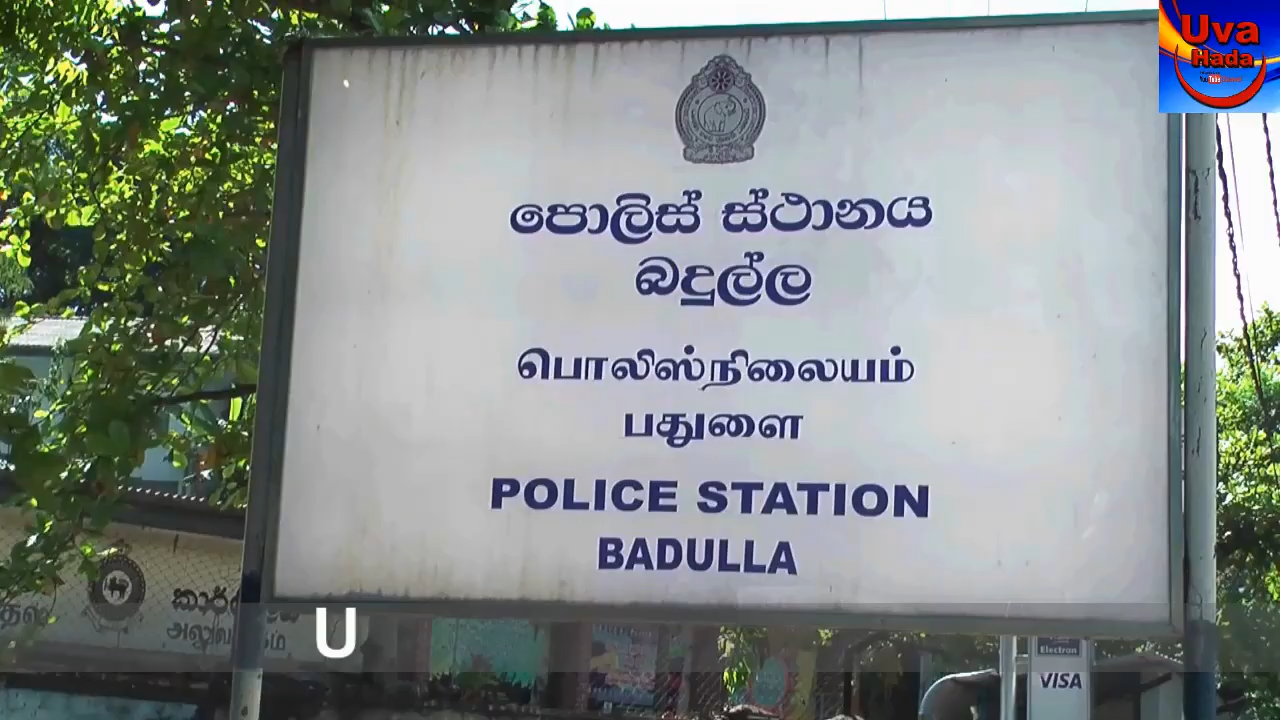 Uva
Hada
පොලිස් ස්ථානය
බදුල්ල
பொலிஸ்நிலையம்
பதுளை
POLICE STATION
BADULLA
U
Electron
VISA